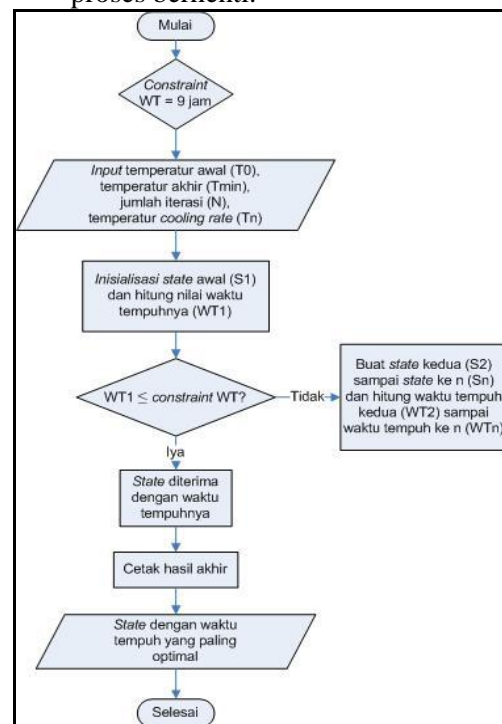 proses berhenti.
Mulai
Constraint
WT = 9 jam
Input temperatur awal (T0),
temperatur akhir (Tmin),
jumlah iterasi (N),
temperatur cooling rate (Tn)
Inisialisasi state awal (S1)
dan hitung nilai waktu
tempuhnya (WT1)
WT1 ≤ constraint WT?
Tidak
Buat state kedua (S2)
sampai state ke n (Sn)
dan hitung waktu tempuh
kedua (WT2) sampai
waktu tempuh ke n (WTn)
Iya
State diterima
dengan waktu
tempuhnya
Cetak hasil akhir
State dengan waktu
tempuh yang paling
optimal
Selesai